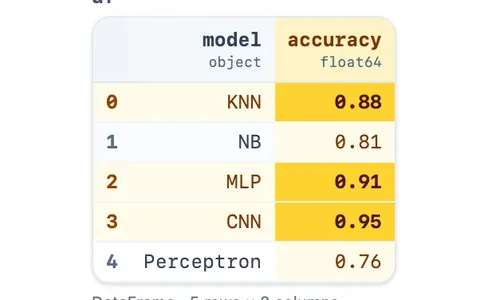 model accuracy
object float64
0 KNN 0.88
1 NB 0.81
2 MLP 0.91
3 CNN 0.95
4 Perceptron 0.76